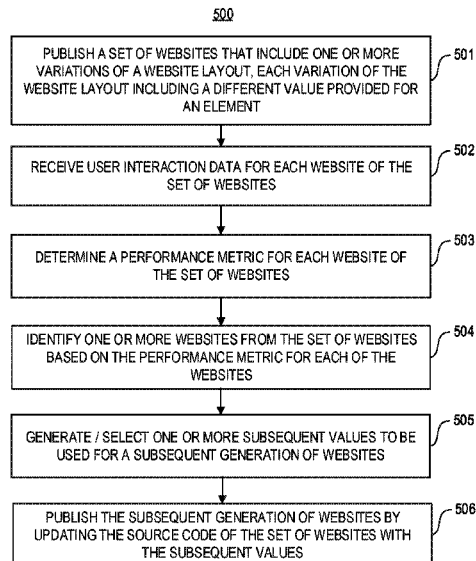 500
PUBLISH A SET OF WEBSITES THAT INCLUDE ONE OR MORE
VARIATIONS OF A WEBSITE LAYOUT, EACH VARIATION OF THE
WEBSITE LAYOUT INCLUDING A DIFFERENT VALUE PROVIDED FOR
AN ELEMENT
501
RECEIVE USER INTERACTION DATA FOR EACH WEBSITE OF THE
SET OF WEBSITES
502
DETERMINE A PERFORMANCE METRIC FOR EACH WEBSITE OF
THE SET OF WEBSITES
503
IDENTIFY ONE OR MORE WEBSITES FROM THE SET OF WEBSITES
BASED ON THE PERFORMANCE METRIC FOR EACH OF THE
WEBSITES
504
GENERATE / SELECT ONE OR MORE SUBSEQUENT VALUES TO BE
USED FOR A SUBSEQUENT GENERATION OF WEBSITES
505
PUBLISH THE SUBSEQUENT GENERATION OF WEBSITES BY
UPDATING THE SOURCE CODE OF THE SET OF WEBSITES WITH
THE SUBSEQUENT VALUES
506